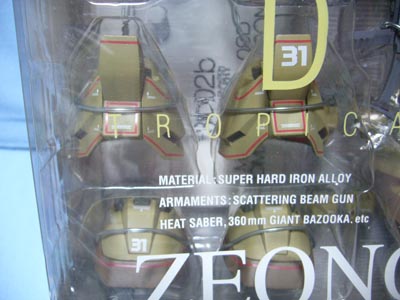 31
D
TROPICA
MATERIAL: SUPER HARD IRON ALLOY
ARMAMENTS: SCATTERING BEAM GUN
HEAT SABER, 360mm GIANT BAZOOKA, etc
31
ZEONG